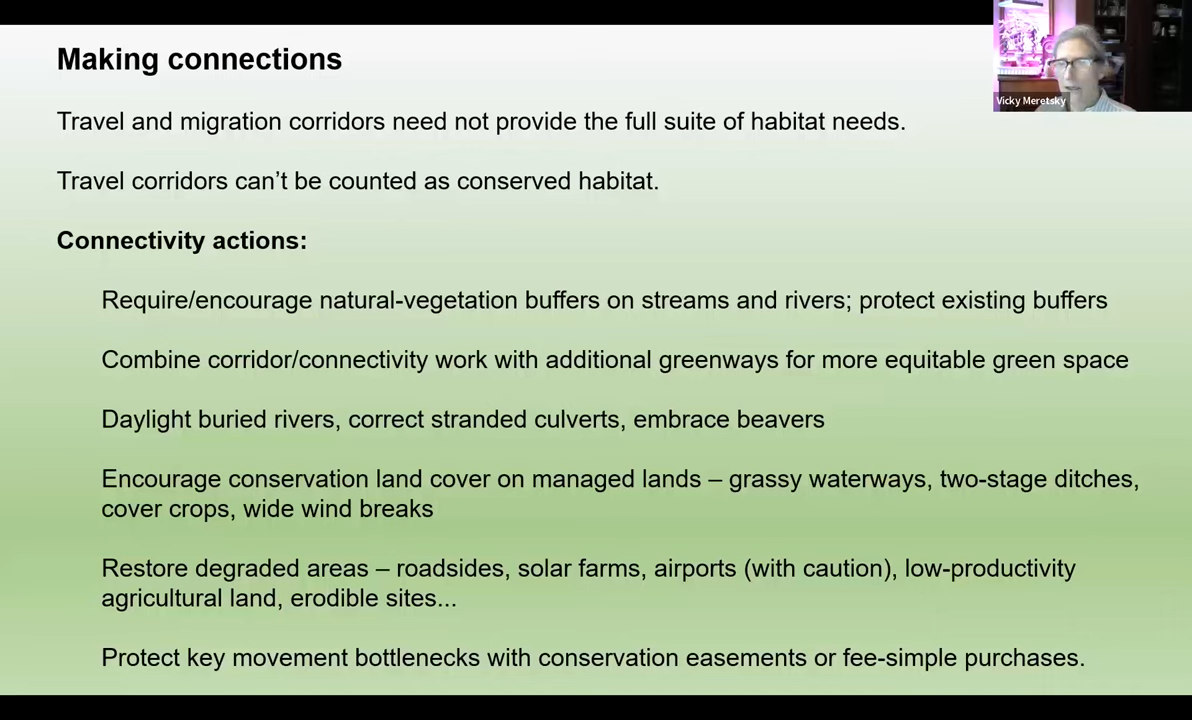 Making connections
Vicky Meretsky
Travel and migration corridors need not provide the full suite of habitat needs.
Travel corridors can’t be counted as conserved habitat.
Connectivity actions:
Require/encourage natural-vegetation buffers on streams and rivers; protect existing buffers
Combine corridor/connectivity work with additional greenways for more equitable green space
Daylight buried rivers, correct stranded culverts, embrace beavers
Encourage conservation land cover on managed lands – grassy waterways, two-stage ditches,
cover crops, wide wind breaks
Restore degraded areas – roadsides, solar farms, airports (with caution), low-productivity
agricultural land, erodible sites...
Protect key movement bottlenecks with conservation easements or fee-simple purchases.